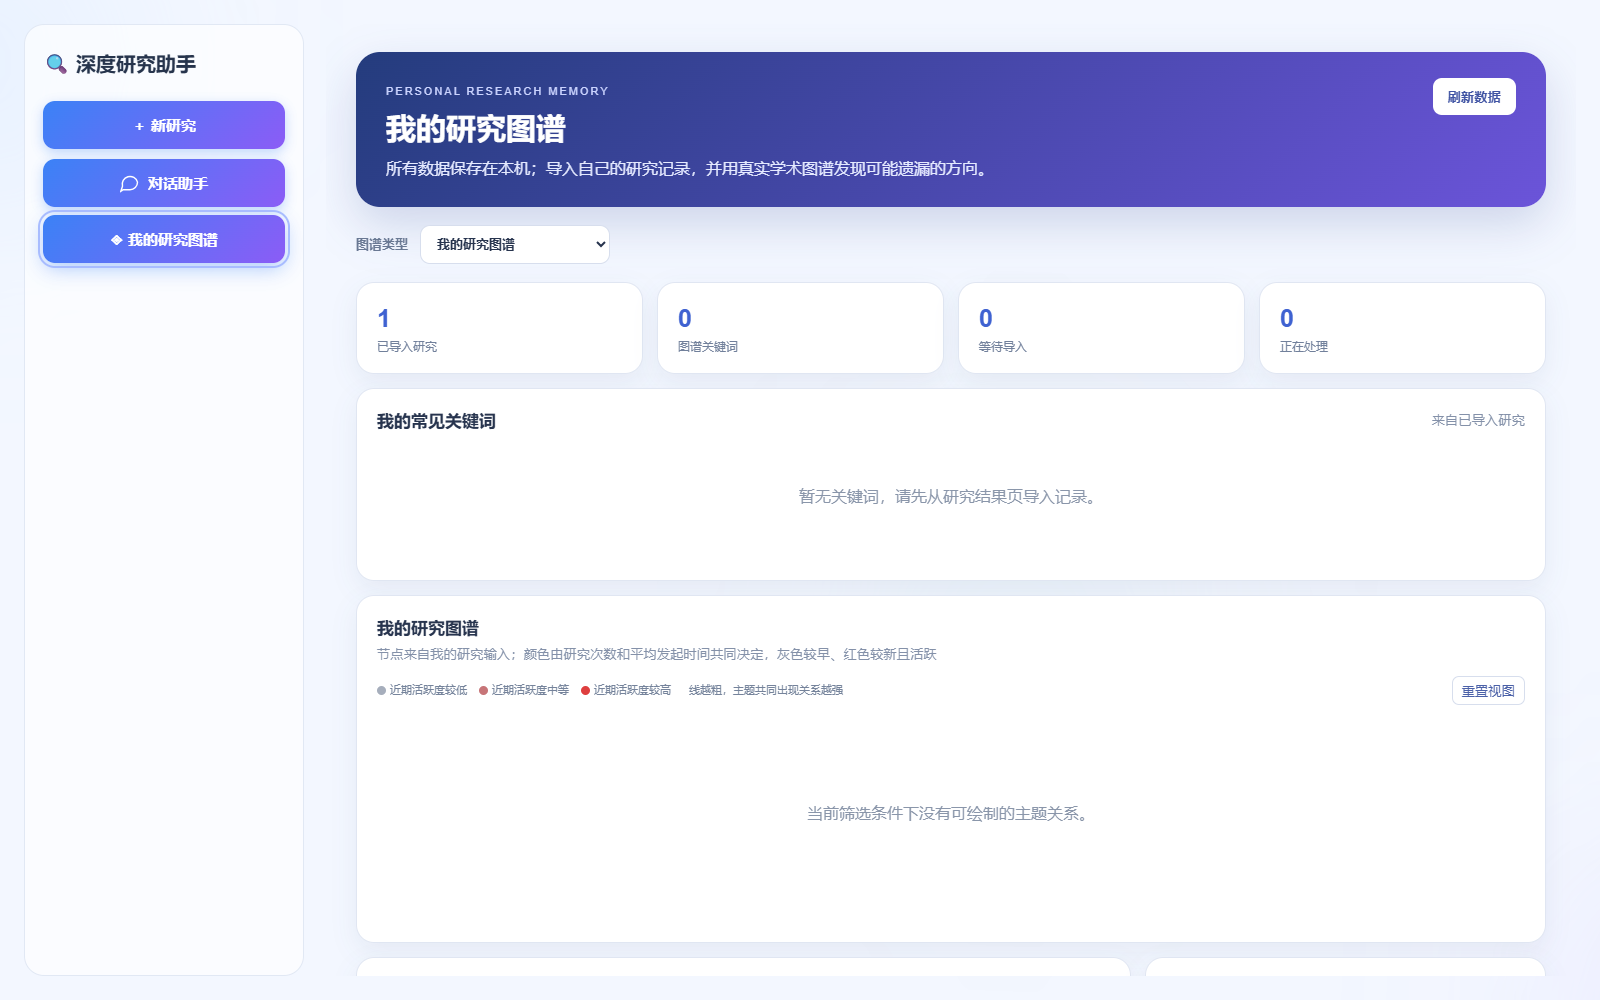 深度研究助手
+ 新研究
对话助手
我的研究图谱
PERSONAL RESEARCH MEMORY
我的研究图谱
所有数据保存在本机；导入自己的研究记录，并用真实学术图谱发现可能遗漏的方向。
刷新数据
图谱类型
我的研究图谱
1
已导入研究
0
图谱关键词
0
等待导入
0
正在处理
我的常见关键词
来自已导入研究
暂无关键词，请先从研究结果页导入记录。
我的研究图谱
节点来自我的研究输入；颜色由研究次数和平均发起时间共同决定，灰色较早、红色较新且活跃
近期活跃度较低 近期活跃度中等 近期活跃度较高 线越粗，主题共同出现关系越强
重置视图
当前筛选条件下没有可绘制的主题关系。